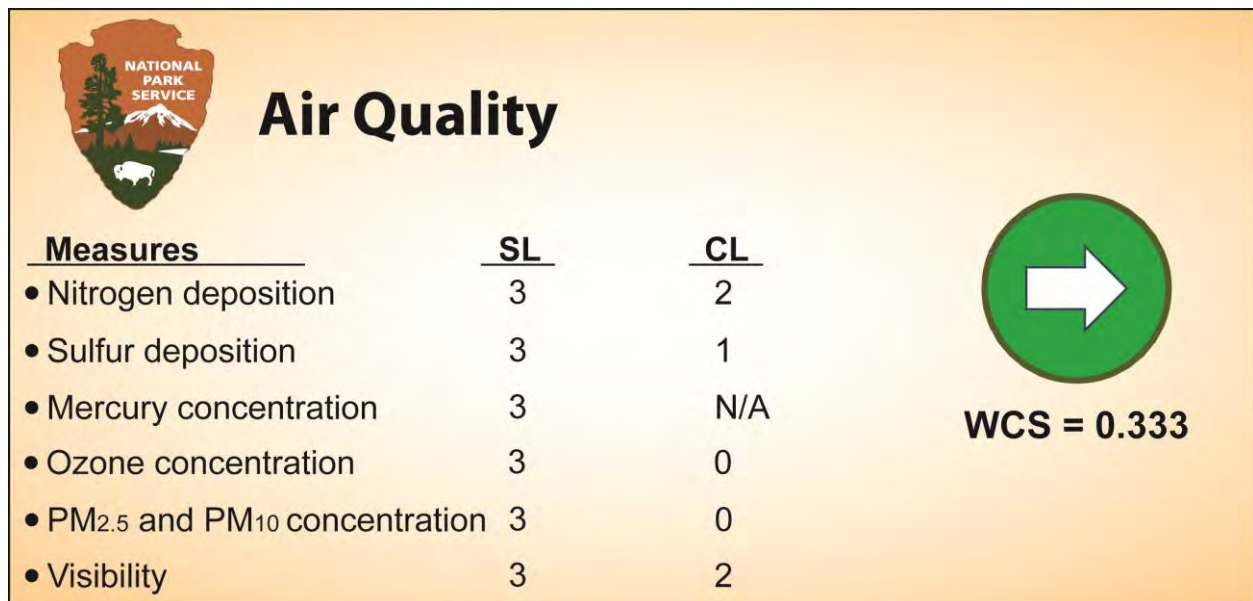 NATIONAL
PARK
SERVICE
Air Quality
Measures SL CL
• Nitrogen deposition 3 2
• Sulfur deposition 3 1
• Mercury concentration 3 N/A
• Ozone concentration 3 0
• PM2.5 and PM10 concentration 3 0
• Visibility 3 2
WCS = 0.333